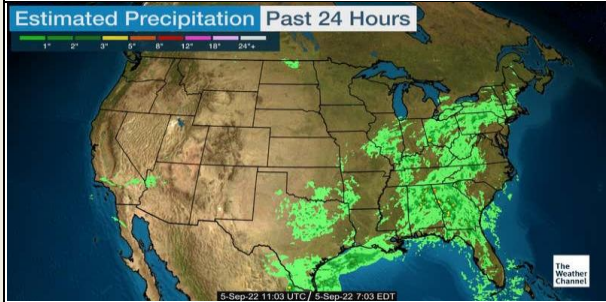 Estimated Precipitation Past 24 Hours
1" 2" 3" 5" 8" 12" 18" 24"+
The
Weather
Channel
5-Sep-22 11:03 UTC / 5-Sep-22 7:03 EDT